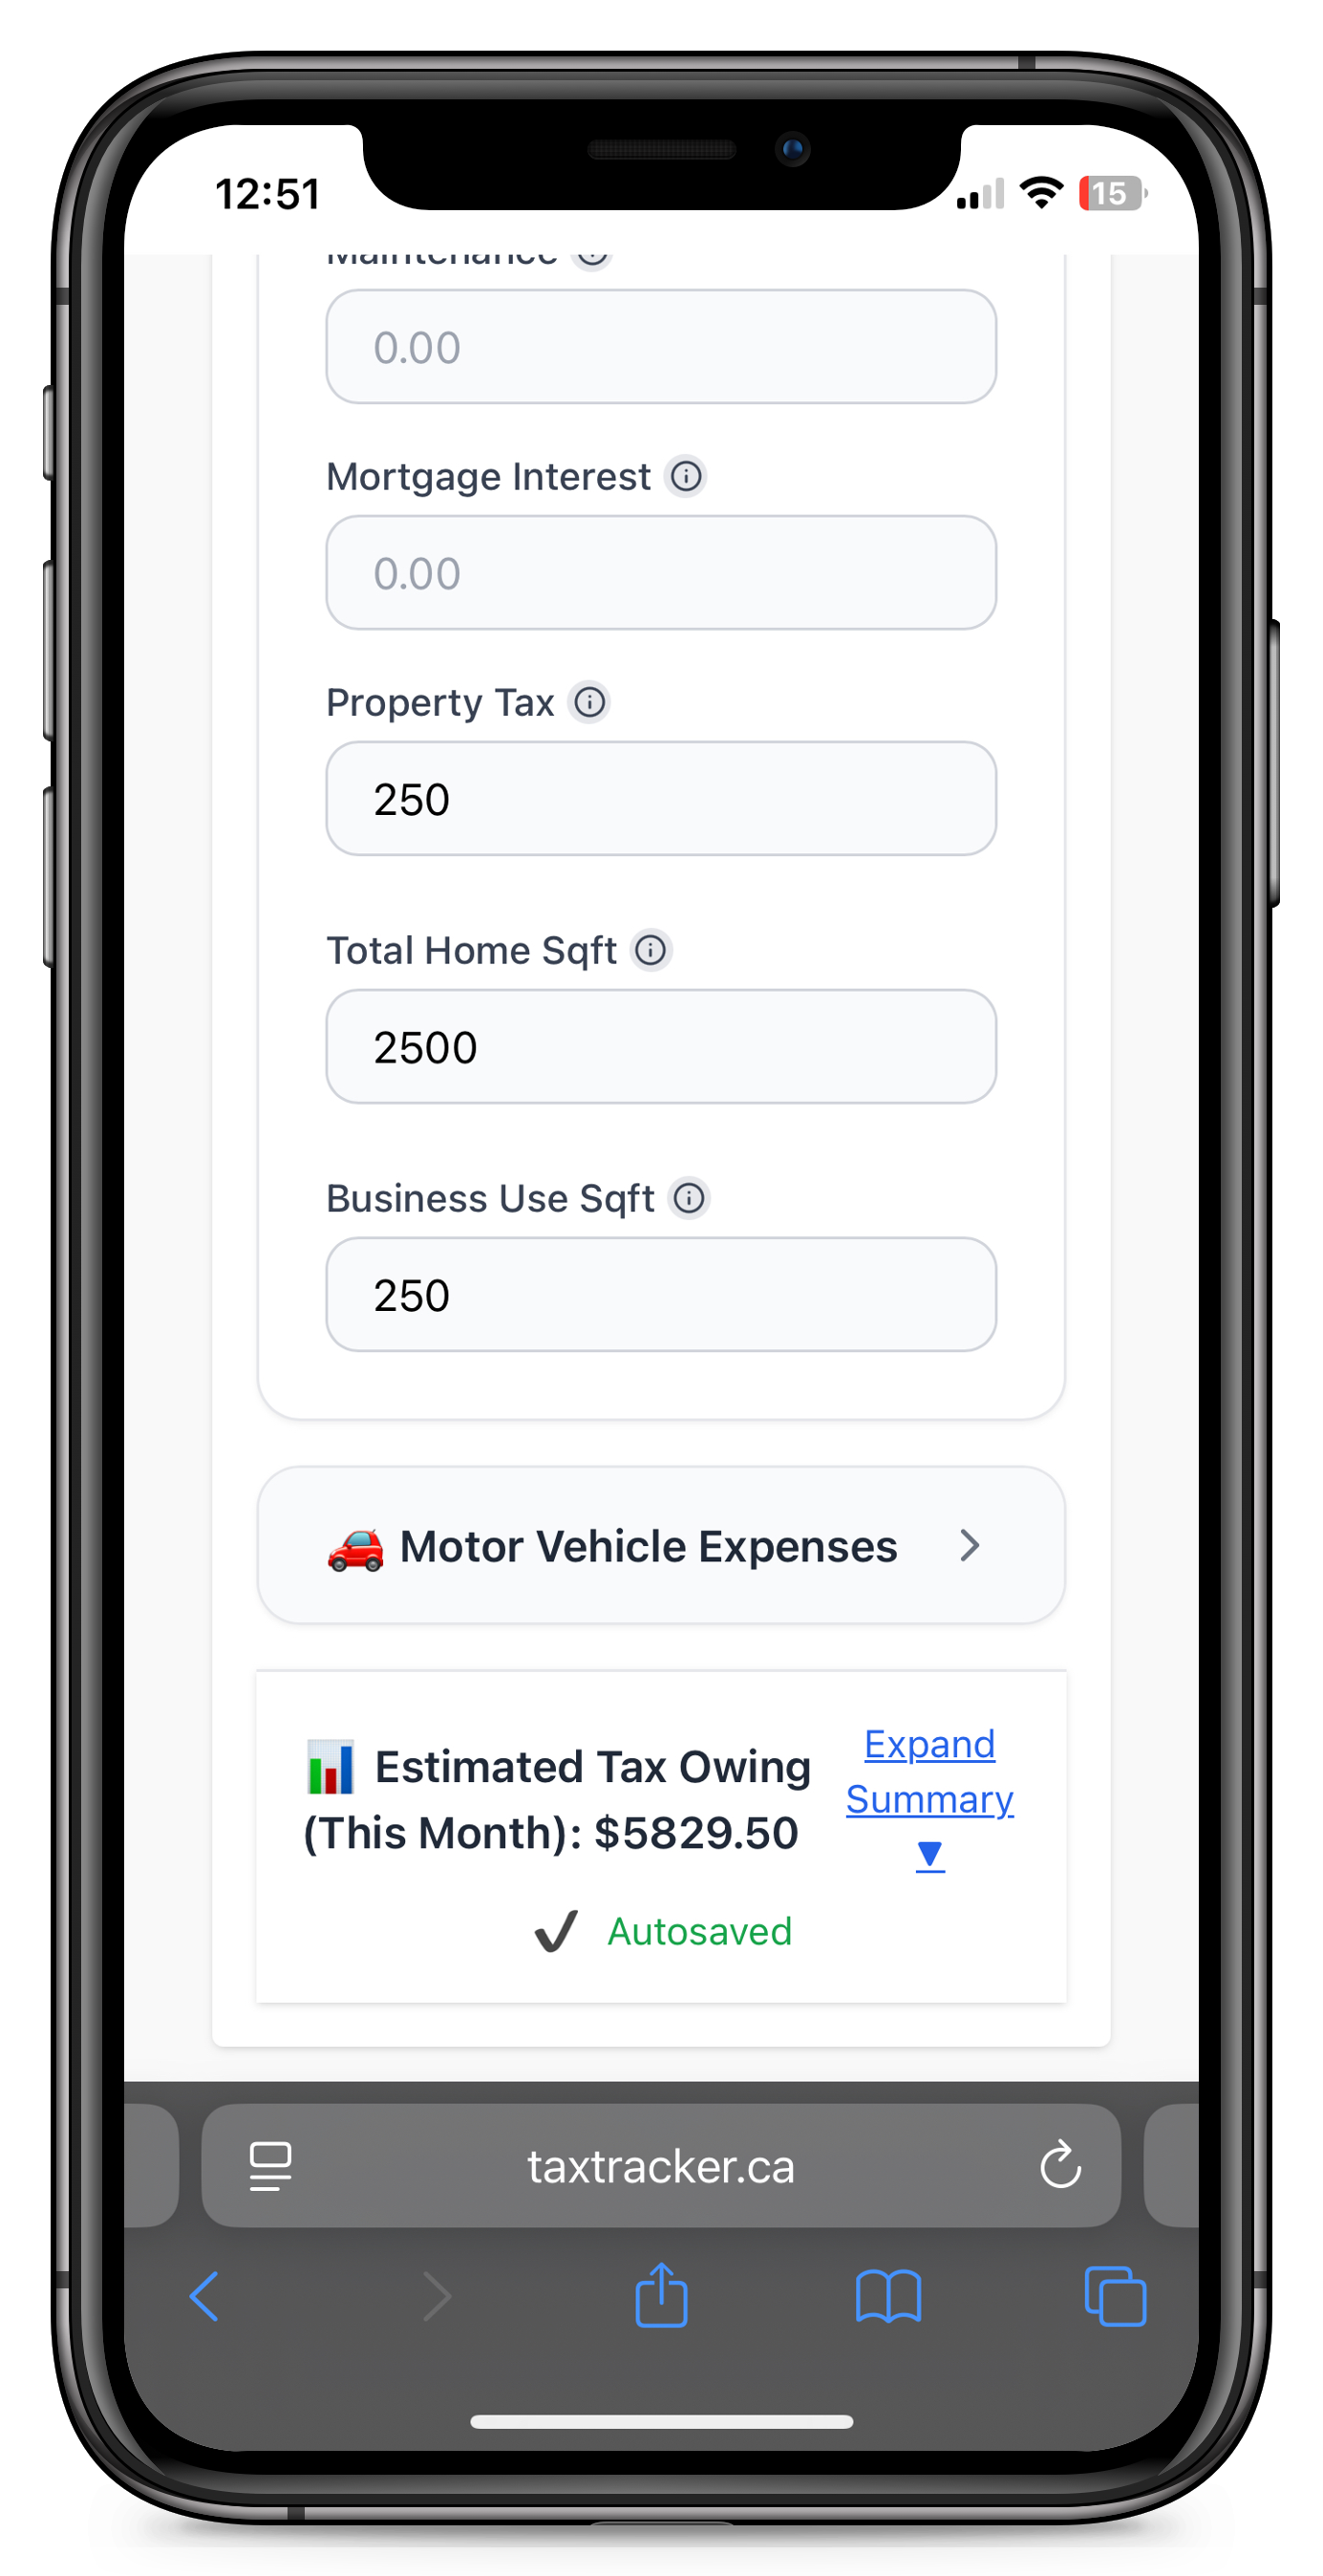 12:51
15
Maintenance
0.00
Mortgage Interest
0.00
Property Tax
250
Total Home Sqft
2500
Business Use Sqft
250
Motor Vehicle Expenses
Estimated Tax Owing
(This Month): $5829.50
Expand
Summary
▼
✔ Autosaved
taxtracker.ca